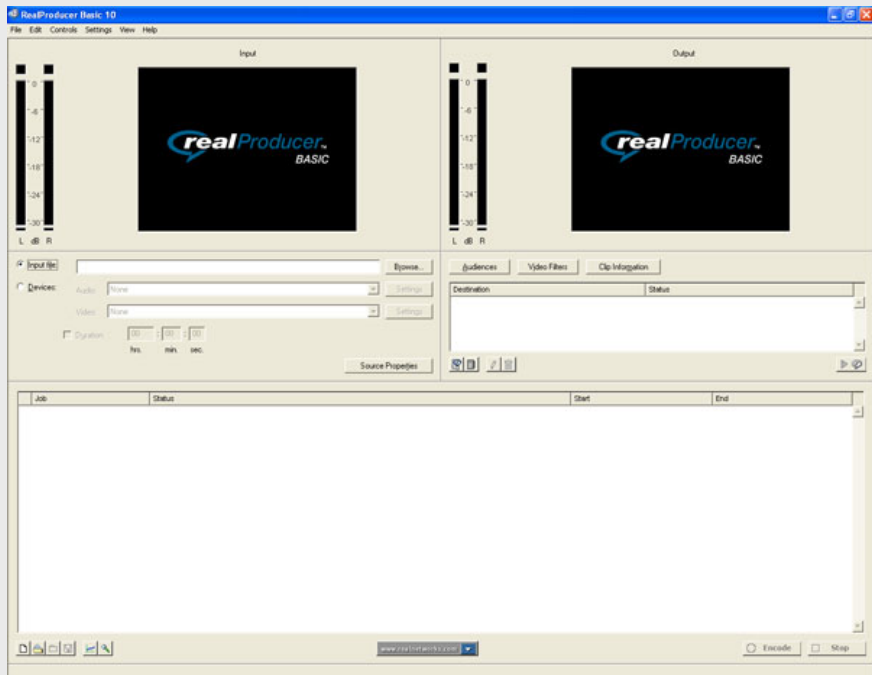 RealProducer Basic 10
File Edit Controls Settings View Help
Input
0
-6
-12
-18
-24
-30
L dB R
realProducer™
BASIC
Output
0
-6
-12
-18
-24
-30
L dB R
realProducer™
BASIC
Input file:
Browse...
Devices:
Audio: None Settings
Video: None Settings
Duration: 00 : 00 : 00
hrs. min. sec.
Source Properties
Audiences Video Filters Clip Information
Destination Status
Job Status Start End
www.realnetworks.com
Encode Stop